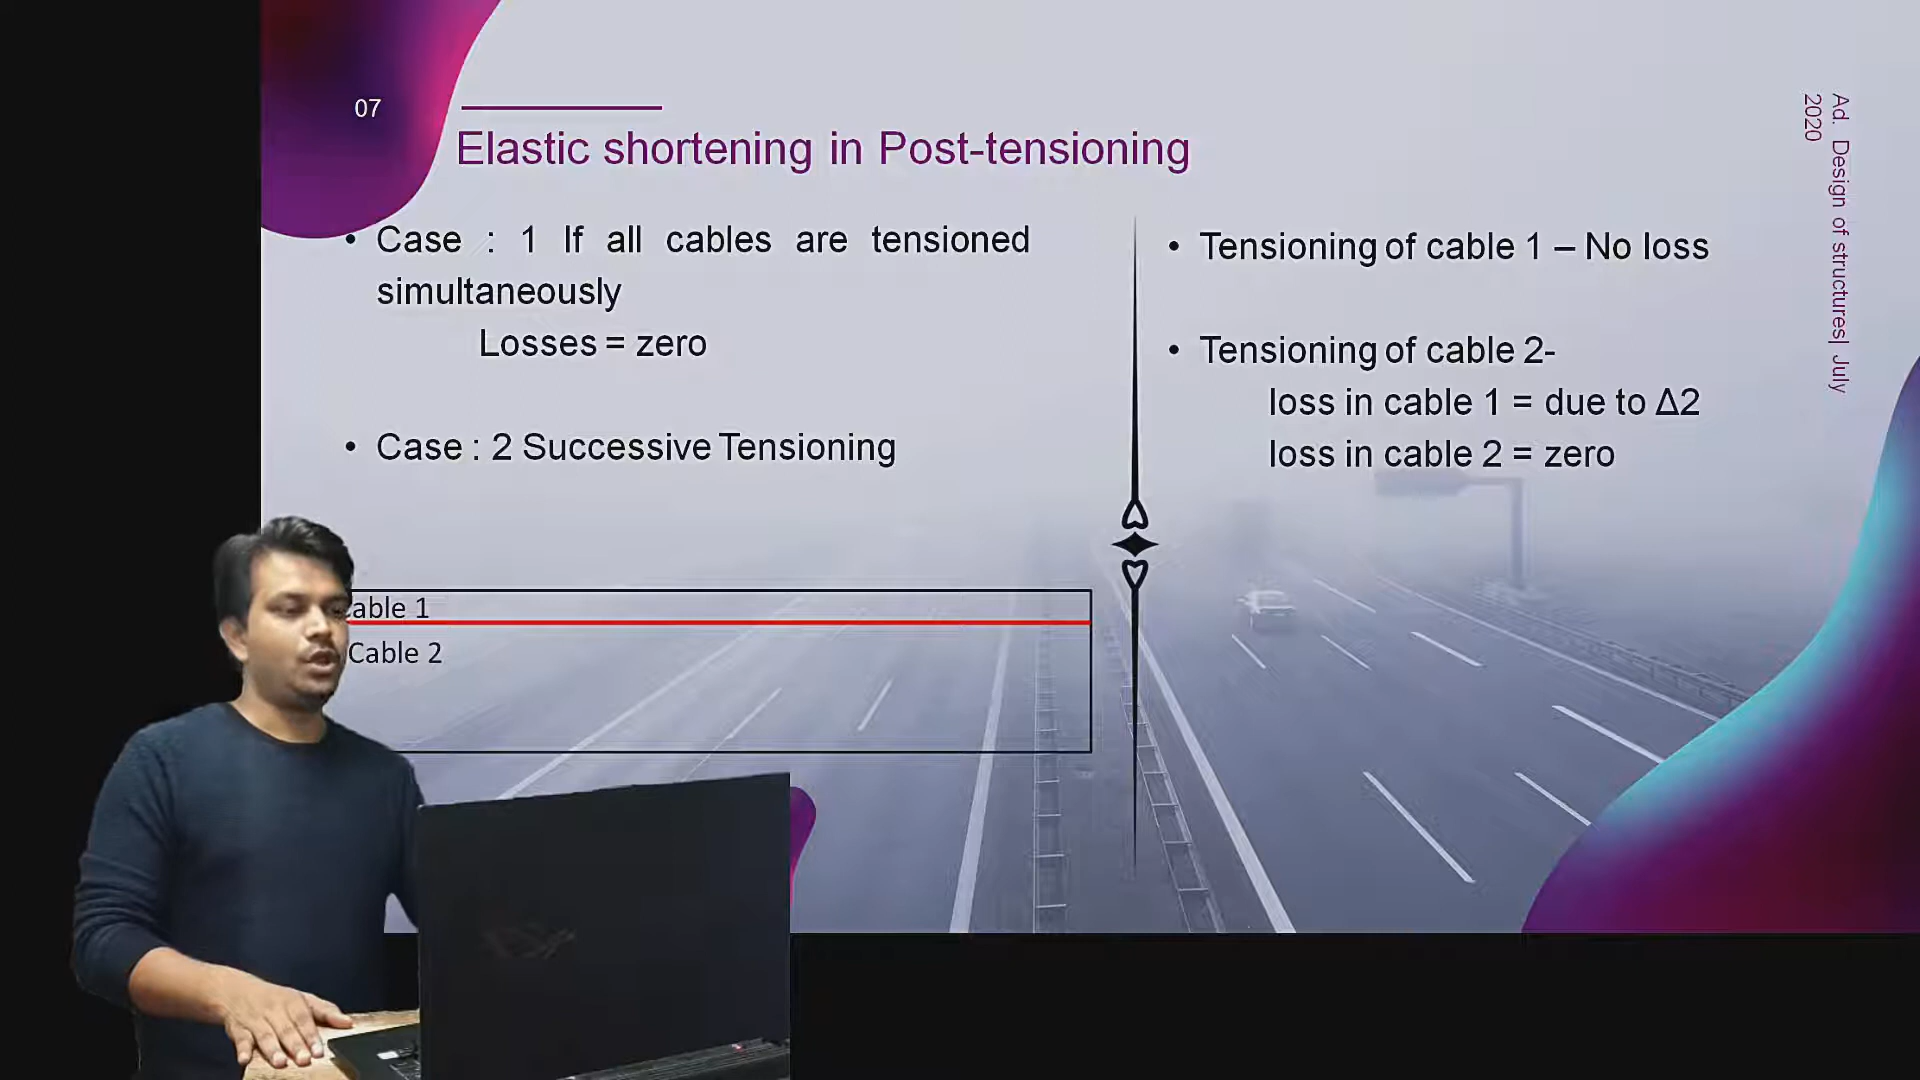 07
Elastic shortening in Post-tensioning
• Case : 1 If all cables are tensioned
simultaneously
Losses = zero
• Case : 2 Successive Tensioning
able 1
Cable 2
• Tensioning of cable 1 – No loss
• Tensioning of cable 2-
loss in cable 1 = due to Δ2
loss in cable 2 = zero
Ad. Design of structures| July
2020